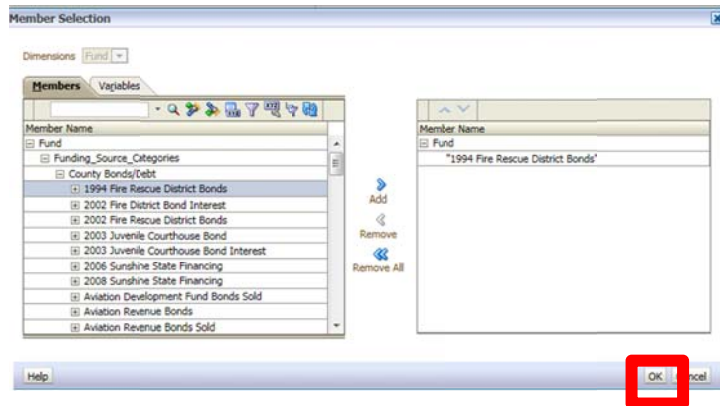 Member Selection
Dimensions Fund
Members Variables
Member Name
Fund
Funding_Source_Categories
County Bonds/Debt
1994 Fire Rescue District Bonds
2002 Fire District Bond Interest
2002 Fire Rescue District Bonds
2003 Juvenile Courthouse Bond
2003 Juvenile Courthouse Bond Interest
2006 Sunshine State Financing
2008 Sunshine State Financing
Aviation Development Fund Bonds Sold
Aviation Revenue Bonds
Aviation Revenue Bonds Sold
Add
Remove
Remove All
Member Name
Fund
"1994 Fire Rescue District Bonds"
Help OK Cancel